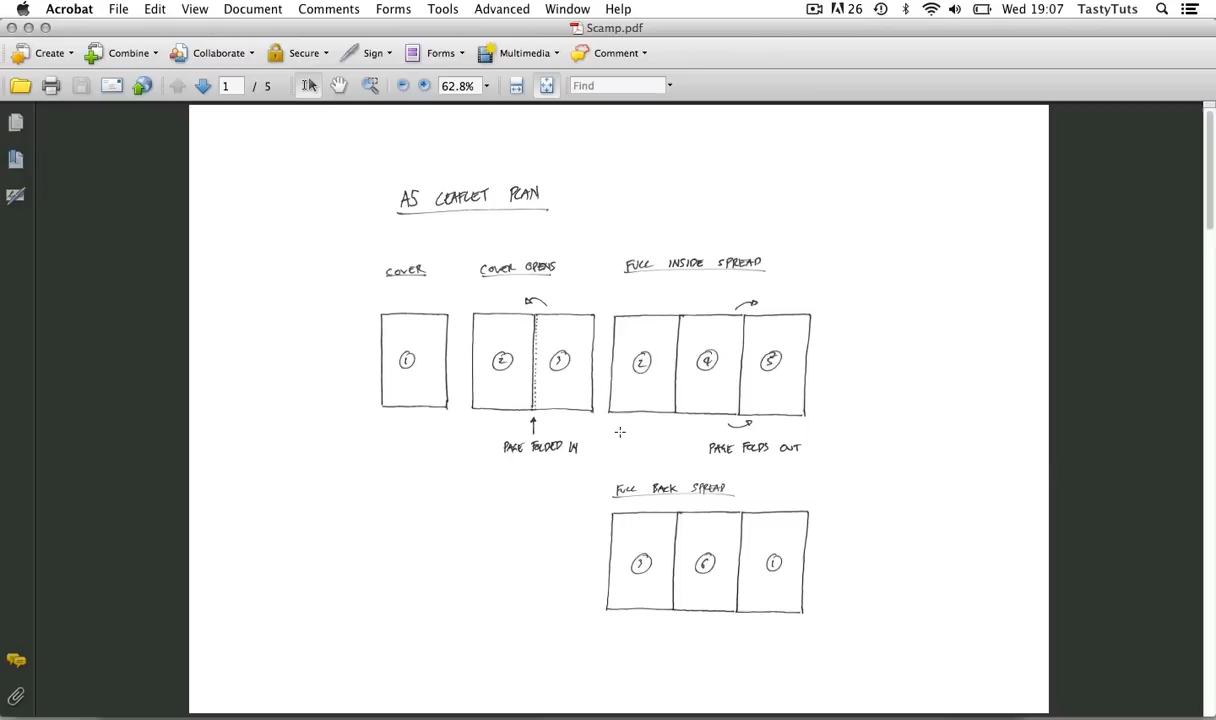 Acrobat File Edit View Document Comments Forms Tools Advanced Window Help 26 Wed 19:07 TastyTuts
Scamp.pdf
Create Combine Collaborate Secure Sign Forms Multimedia Comment
1 / 5 62.8% Find
A5 LEAFLET PLAN
COVER COVER OPENS FULL INSIDE SPREAD
1 2 3 2 4 5
PAGE FOLDED IN PAGE FOLDS OUT
FULL BACK SPREAD
3 6 1